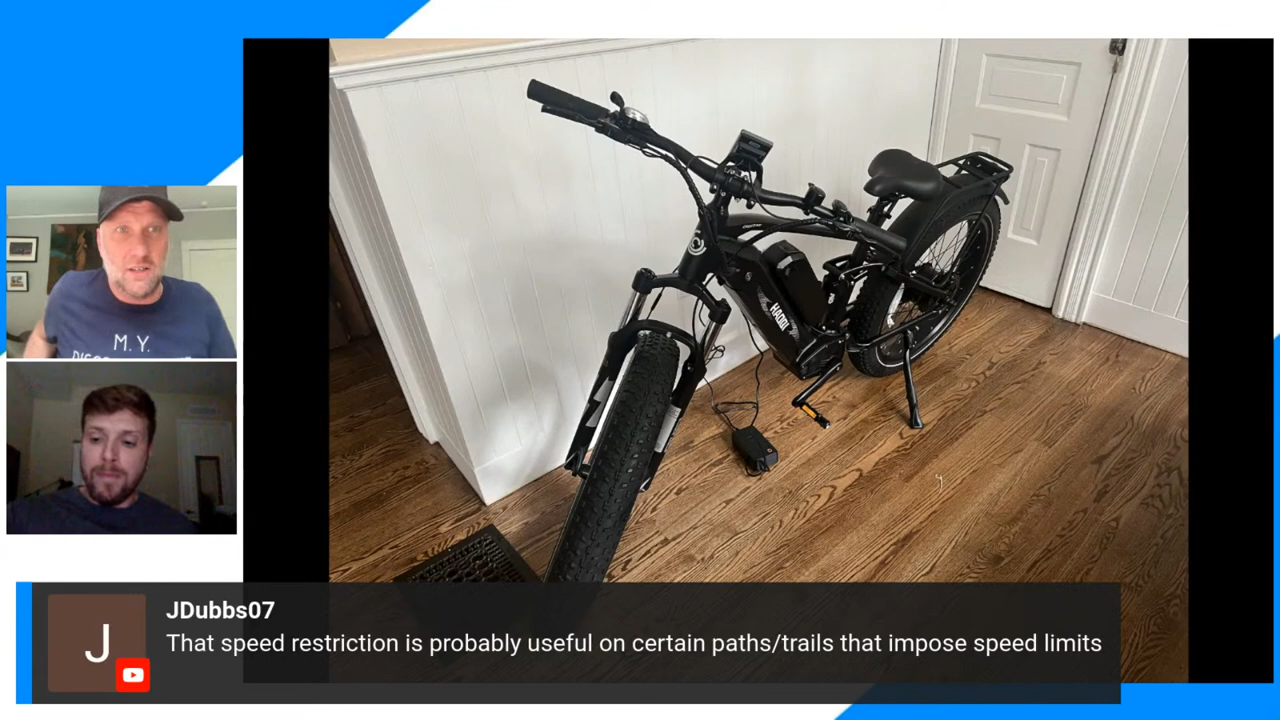 M. Y.
HAOQI
JDubbs07
J
That speed restriction is probably useful on certain paths/trails that impose speed limits